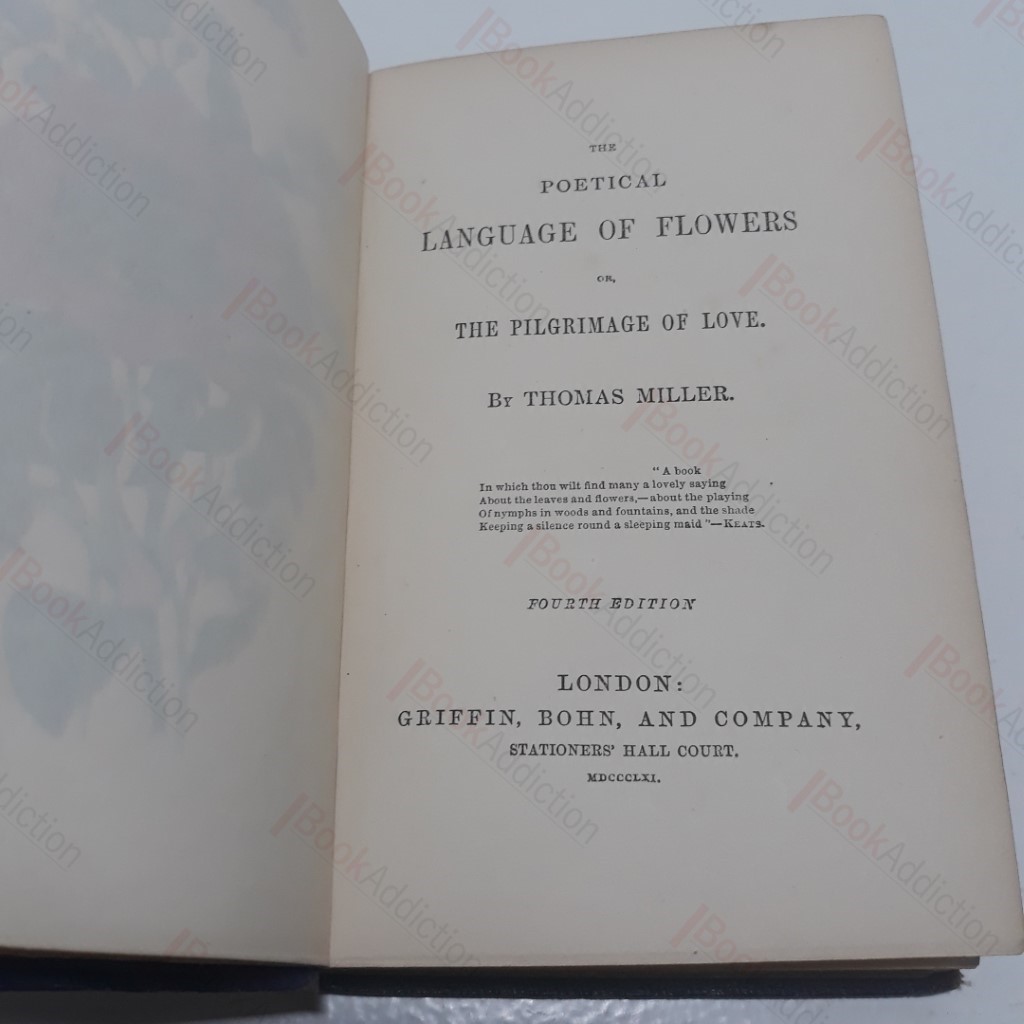 THE
POETICAL
LANGUAGE OF FLOWERS
OR,
THE PILGRIMAGE OF LOVE.
By THOMAS MILLER.
"A book
In which thou wilt find many a lovely saying
About the leaves and flowers,—about the playing
Of nymphs in woods and fountains, and the shade
Keeping a silence round a sleeping maid"—KEATS.
FOURTH EDITION
LONDON:
GRIFFIN, BOHN, AND COMPANY,
STATIONERS' HALL COURT.
MDCCCLXI.
BookAddiction